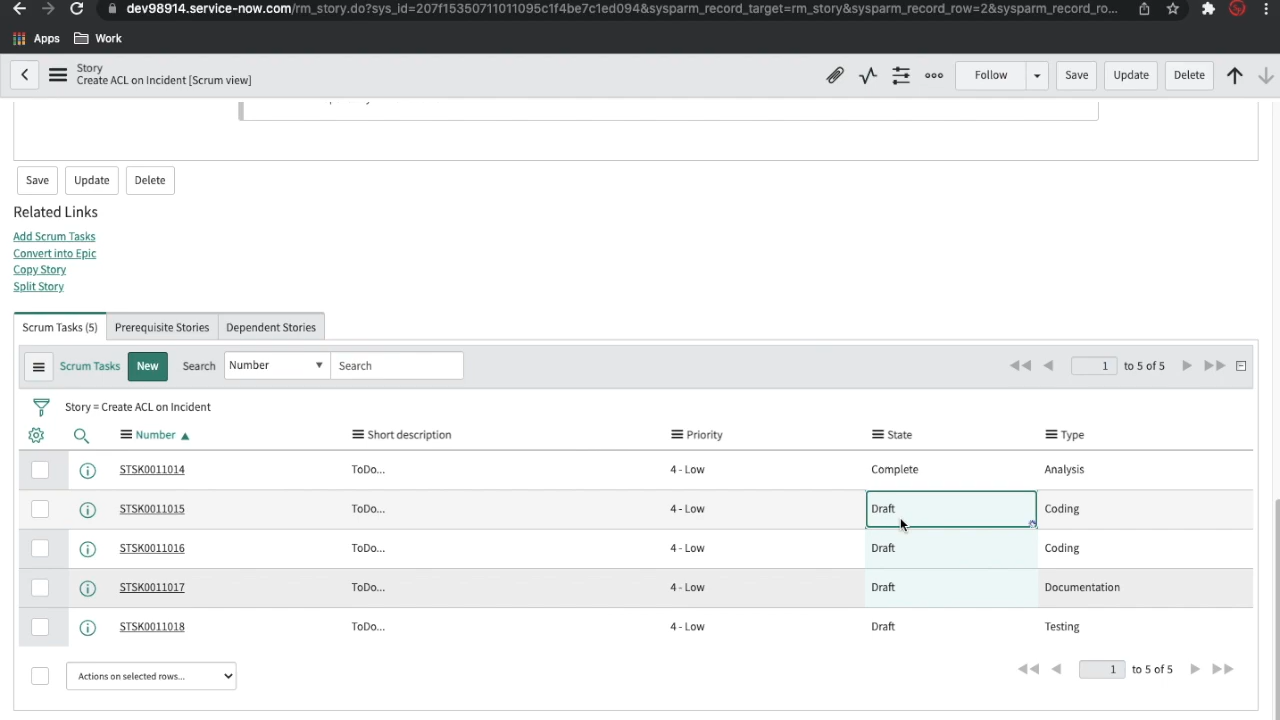 dev98914.service-now.com/rm_story.do?sys_id=207f15350711011095c1f4be7c1ed094&sysparm_record_target=rm_story&sysparm_record_row=2&sysparm_record_ro...
Apps Work
Story
Create ACL on Incident [Scrum view]
Follow Save Update Delete
Save Update Delete
Related Links
Add Scrum Tasks
Convert into Epic
Copy Story
Split Story
Scrum Tasks (5) Prerequisite Stories Dependent Stories
Scrum Tasks New Search Number Search 1 to 5 of 5
Story = Create ACL on Incident
Number Short description Priority State Type
STSK0011014 ToDo... 4 - Low Complete Analysis
STSK0011015 ToDo... 4 - Low Draft Coding
STSK0011016 ToDo... 4 - Low Draft Coding
STSK0011017 ToDo... 4 - Low Draft Documentation
STSK0011018 ToDo... 4 - Low Draft Testing
Actions on selected rows... 1 to 5 of 5